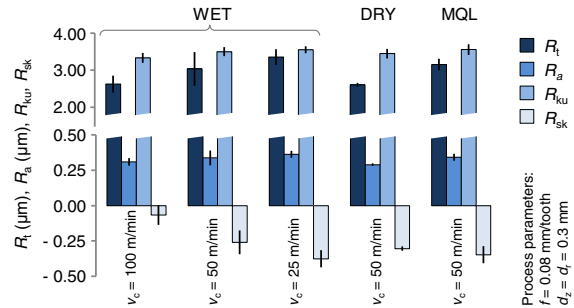 WET DRY MQL
R_t (µm), R_a (µm), R_ku, R_sk
4.00
3.00
2.00
0.50
0.25
0.00
- 0.25
- 0.50
R_t
R_a
R_ku
R_sk
v_c = 100 m/min
v_c = 50 m/min
v_c = 25 m/min
v_c = 50 m/min
v_c = 50 m/min
Process parameters:
f = 0.08 mm/tooth
d_z = d_r = 0.3 mm